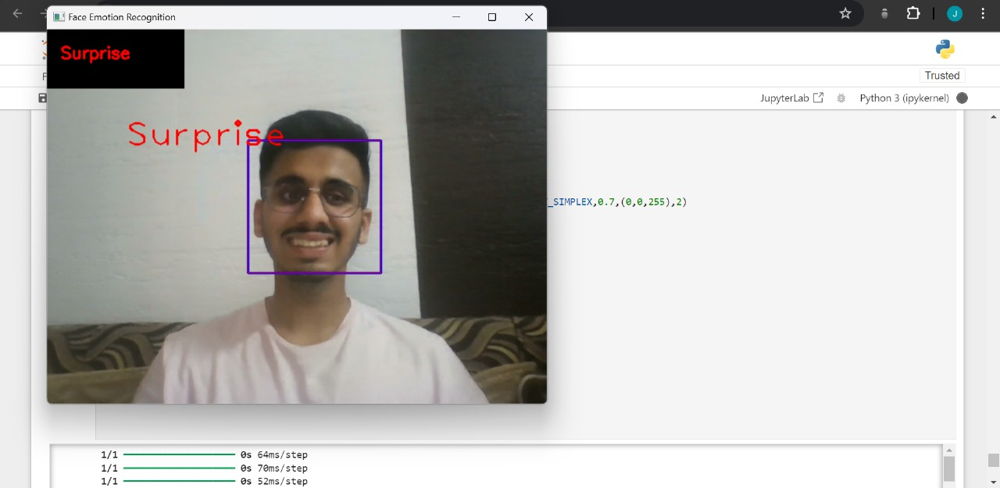 Face Emotion Recognition
J
Surprise
Surprise
Trusted
JupyterLab
Python 3 (ipykernel)
_SIMPLEX,0.7,(0,0,255),2)
1/1 0s 64ms/step
1/1 0s 70ms/step
1/1 0s 52ms/step